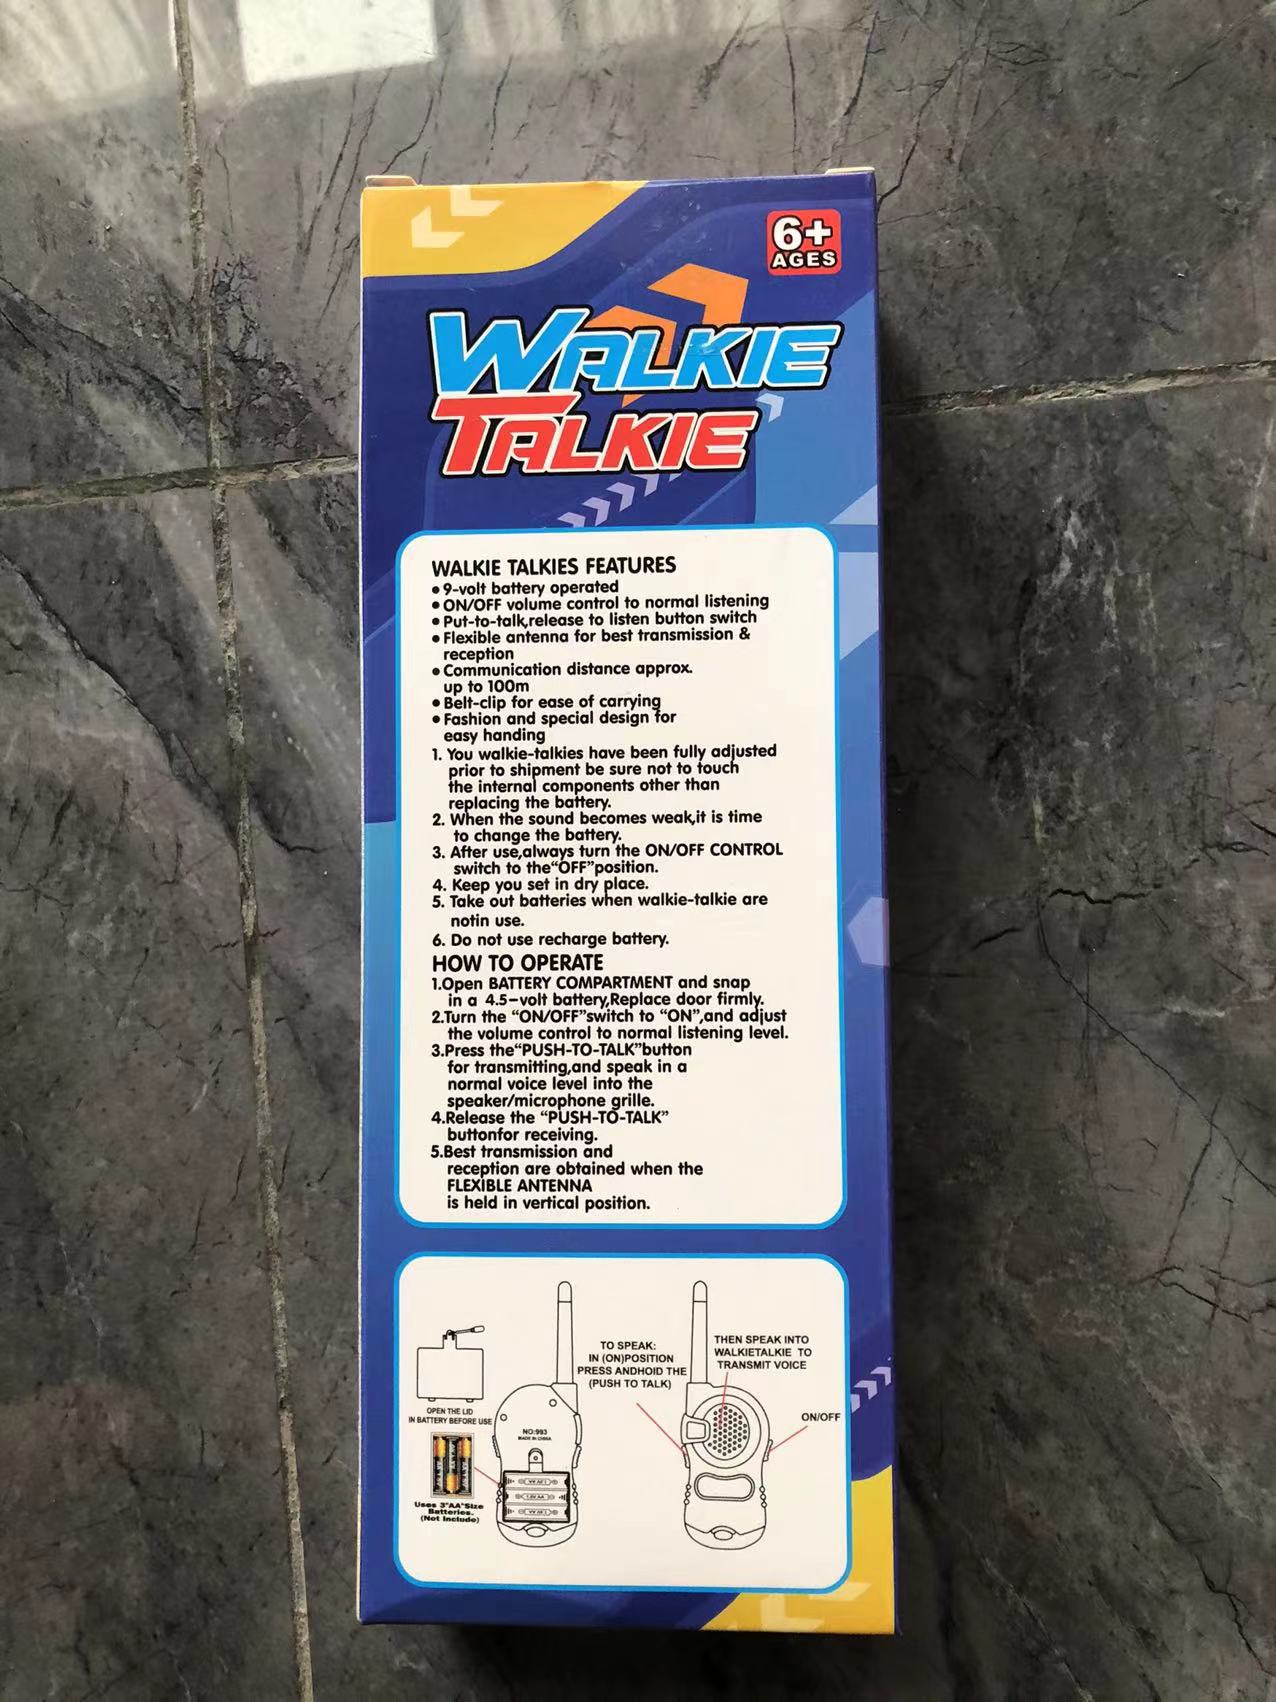 6+
AGES
WALKIE
TALKIE
WALKIE TALKIES FEATURES
• 9-volt battery operated
• ON/OFF volume control to normal listening
• Put-to-talk,release to listen button switch
• Flexible antenna for best transmission &
reception
• Communication distance approx.
up to 100m
• Belt-clip for ease of carrying
• Fashion and special design for
easy handing
1. You walkie-talkies have been fully adjusted
prior to shipment be sure not to touch
the internal components other than
replacing the battery.
2. When the sound becomes weak,it is time
to change the battery.
3. After use,always turn the ON/OFF CONTROL
switch to the“OFF”position.
4. Keep you set in dry place.
5. Take out batteries when walkie-talkie are
notin use.
6. Do not use recharge battery.
HOW TO OPERATE
1.Open BATTERY COMPARTMENT and snap
in a 4.5-volt battery,Replace door firmly.
2.Turn the “ON/OFF”switch to “ON”,and adjust
the volume control to normal listening level.
3.Press the“PUSH-TO-TALK”button
for transmitting,and speak in a
normal voice level into the
speaker/microphone grille.
4.Release the “PUSH-TO-TALK”
buttonfor receiving.
5.Best transmission and
reception are obtained when the
FLEXIBLE ANTENNA
is held in vertical position.
TO SPEAK:
IN (ON)POSITION
PRESS ANDHOID THE
(PUSH TO TALK)
THEN SPEAK INTO
WALKIETALKIE TO
TRANSMIT VOICE
ON/OFF
OPEN THE LID
IN BATTERY BEFORE USE
NO:993
MADE IN CHINA
Uses 3"AA"Size
Batteries.
(Not Include)
1.5V AA